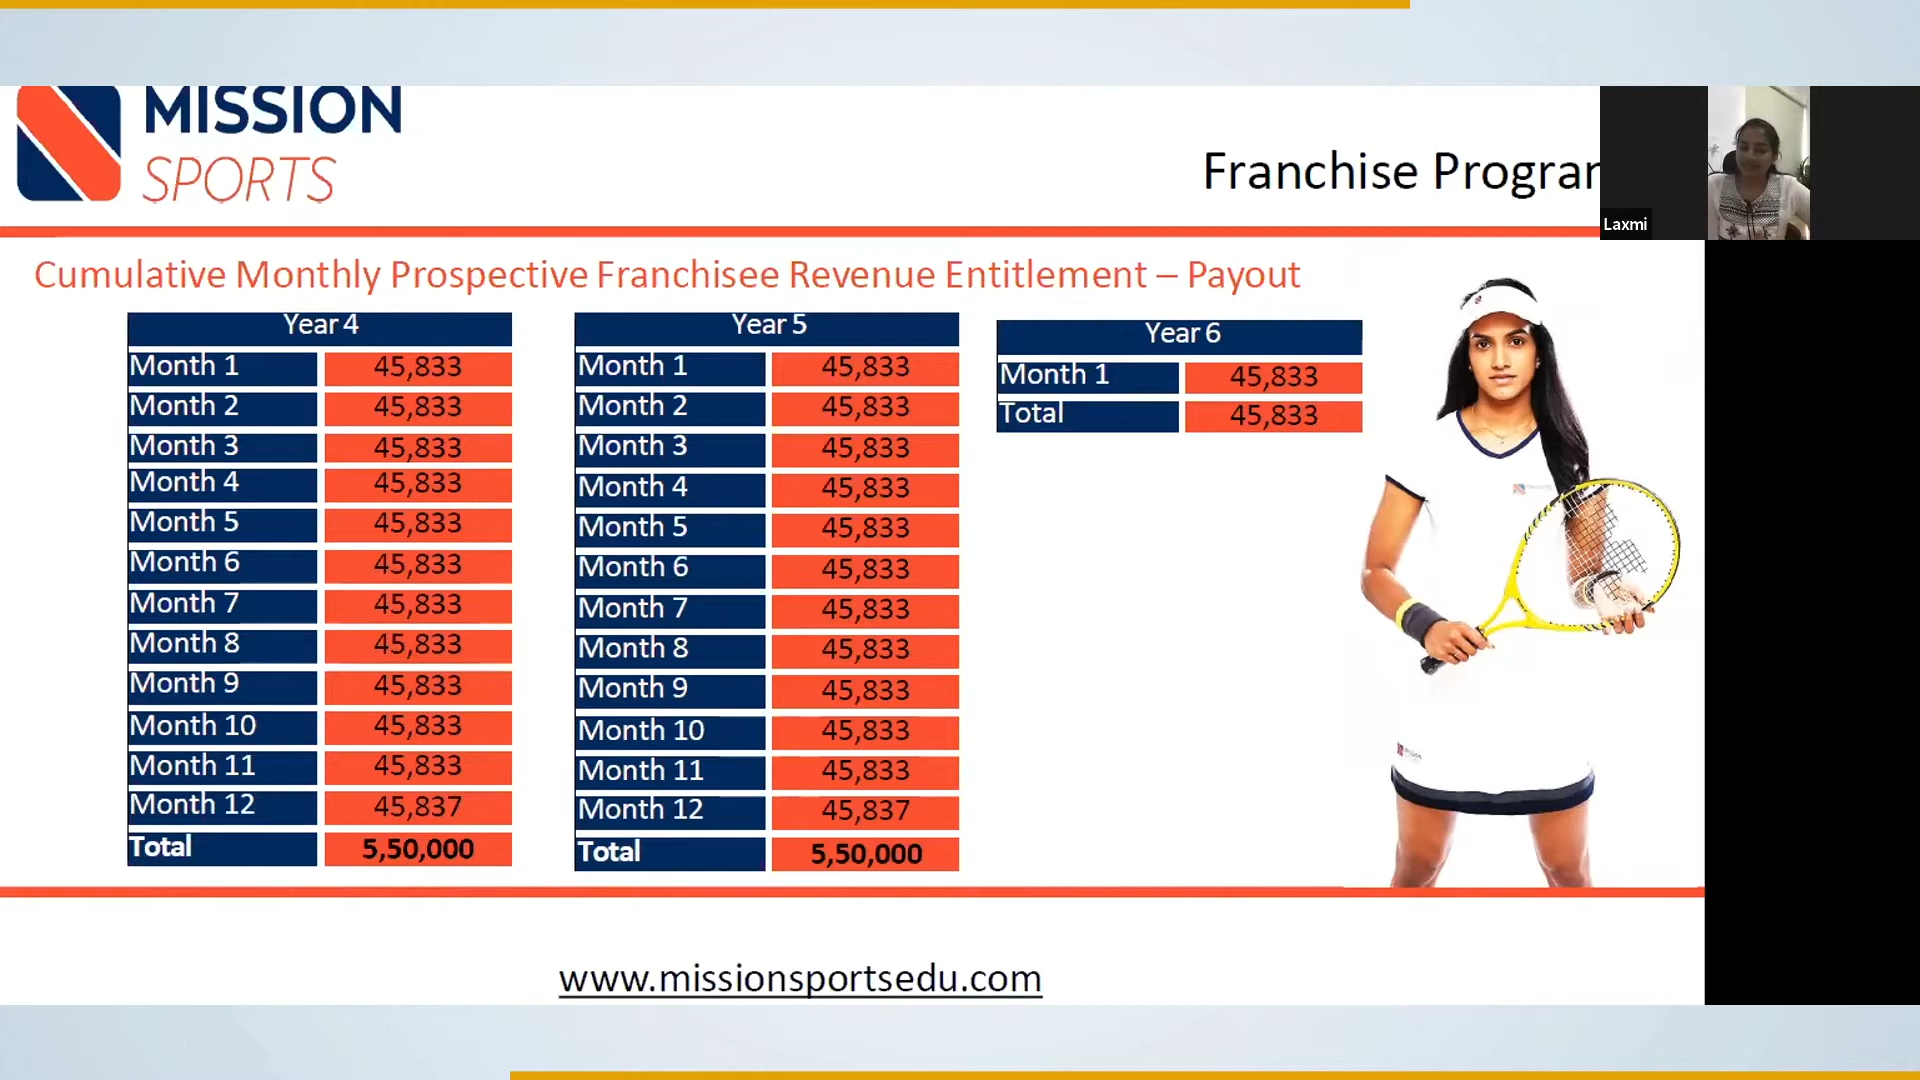 MISSION
SPORTS
Franchise Program
Laxmi
Cumulative Monthly Prospective Franchisee Revenue Entitlement – Payout
Year 4
Month 1 45,833
Month 2 45,833
Month 3 45,833
Month 4 45,833
Month 5 45,833
Month 6 45,833
Month 7 45,833
Month 8 45,833
Month 9 45,833
Month 10 45,833
Month 11 45,833
Month 12 45,837
Total 5,50,000
Year 5
Month 1 45,833
Month 2 45,833
Month 3 45,833
Month 4 45,833
Month 5 45,833
Month 6 45,833
Month 7 45,833
Month 8 45,833
Month 9 45,833
Month 10 45,833
Month 11 45,833
Month 12 45,837
Total 5,50,000
Year 6
Month 1 45,833
Total 45,833
www.missionsportsedu.com